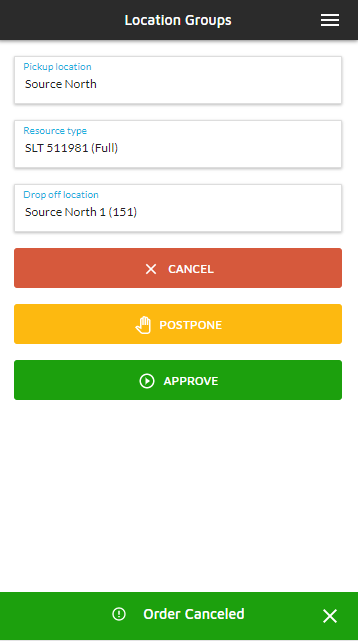 Location Groups
Pickup location
Source North
Resource type
SLT 511981 (Full)
Drop off location
Source North 1 (151)
CANCEL
POSTPONE
APPROVE
Order Canceled